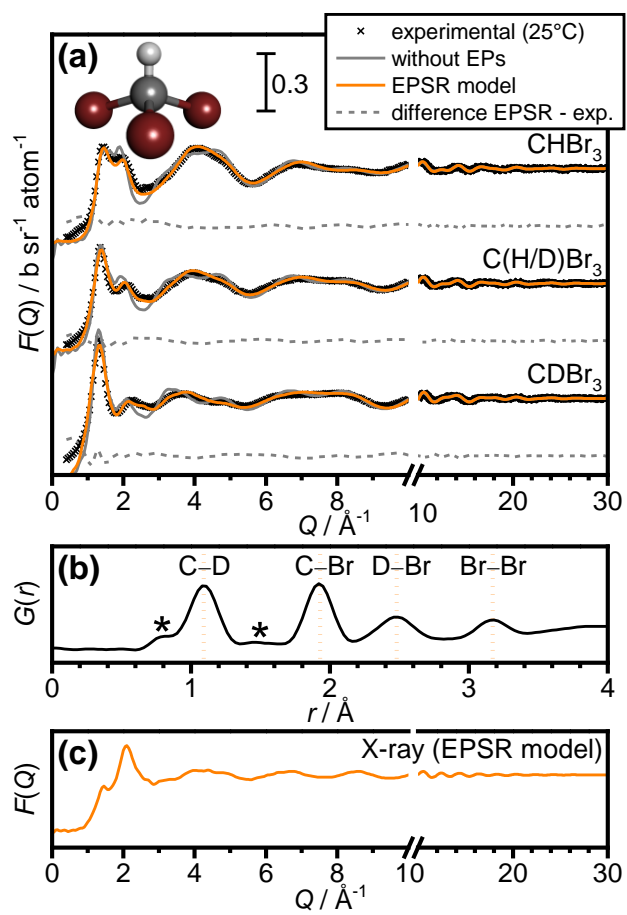 (a)
0.3
× experimental (25°C)
without EPs
EPSR model
difference EPSR - exp.
F(Q) / b sr⁻¹ atom⁻¹
CHBr₃
C(H/D)Br₃
CDBr₃
0 2 4 6 8 10 20 30
Q / Å⁻¹
(b)
C–D C–Br D–Br Br–Br
* *
G(r)
0 1 2 3 4
r / Å
(c)
X-ray (EPSR model)
F(Q)
0 2 4 6 8 10 20 30
Q / Å⁻¹